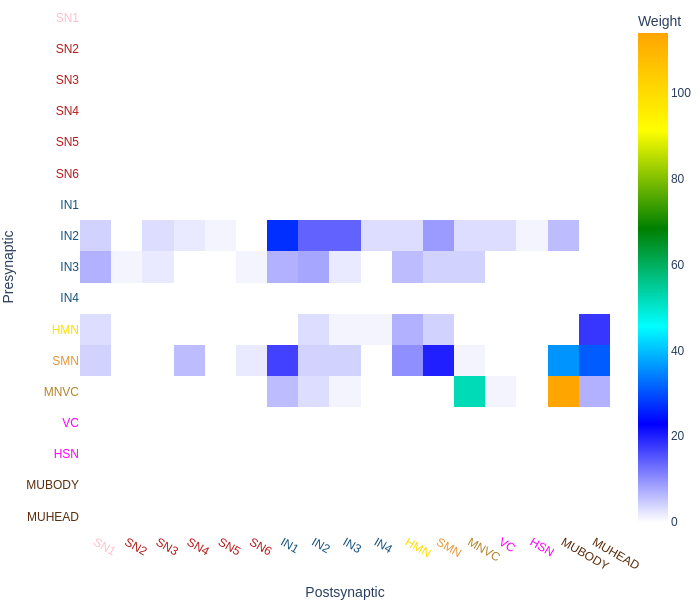 Weight
SN1
SN2
SN3
SN4
SN5
SN6
IN1
IN2
IN3
IN4
HMN
SMN
MNVC
VC
HSN
MUBODY
MUHEAD
Presynaptic
100
80
60
40
20
0
SN1 SN2 SN3 SN4 SN5 SN6 IN1 IN2 IN3 IN4 HMN SMN MNVC VC HSN MUBODY MUHEAD
Postsynaptic